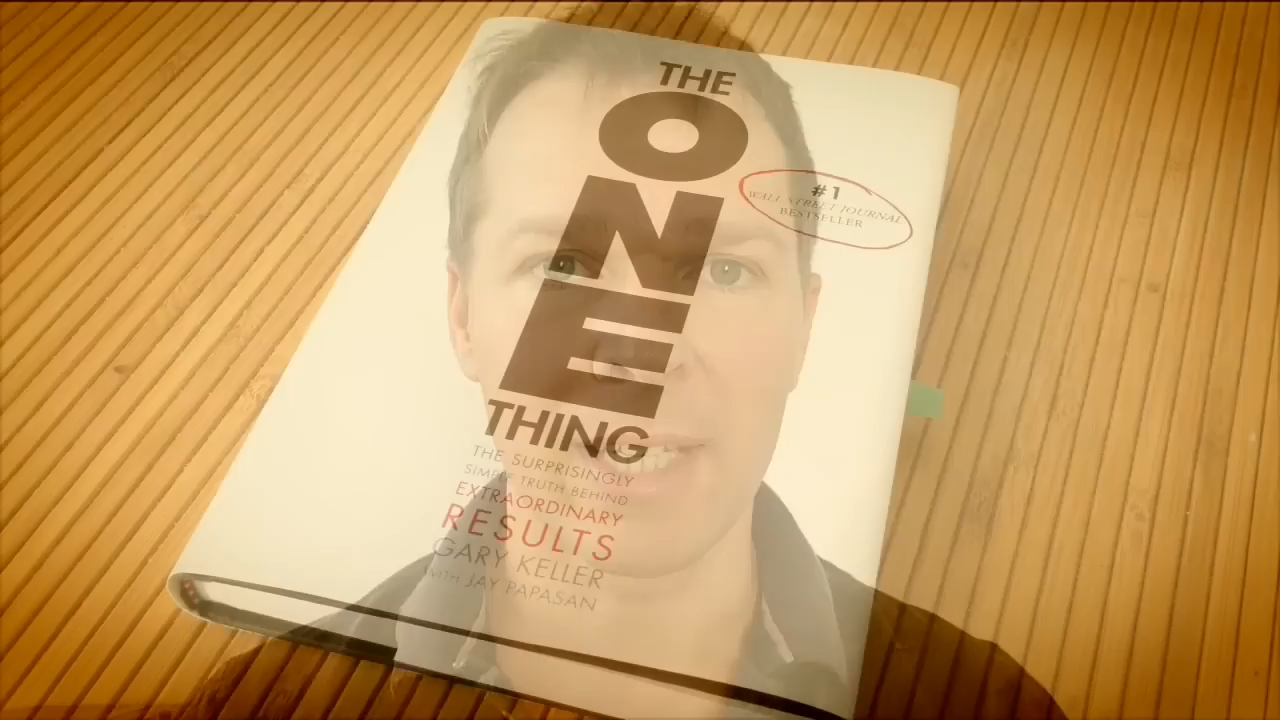 THE
ONE
THING
#1
WALL STREET JOURNAL
BESTSELLER
THE SURPRISINGLY
SIMPLE TRUTH BEHIND
EXTRAORDINARY
RESULTS
GARY KELLER
WITH JAY PAPASAN